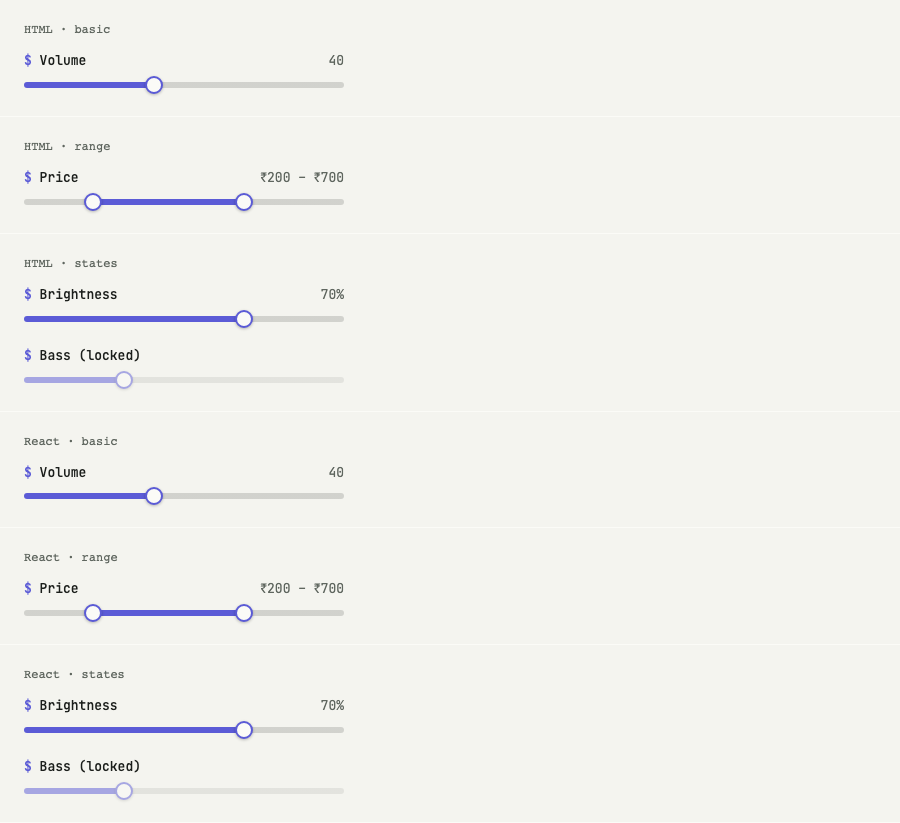 HTML · basic
$ Volume 40
HTML · range
$ Price ₹200 – ₹700
HTML · states
$ Brightness 70%
$ Bass (locked)
React · basic
$ Volume 40
React · range
$ Price ₹200 – ₹700
React · states
$ Brightness 70%
$ Bass (locked)